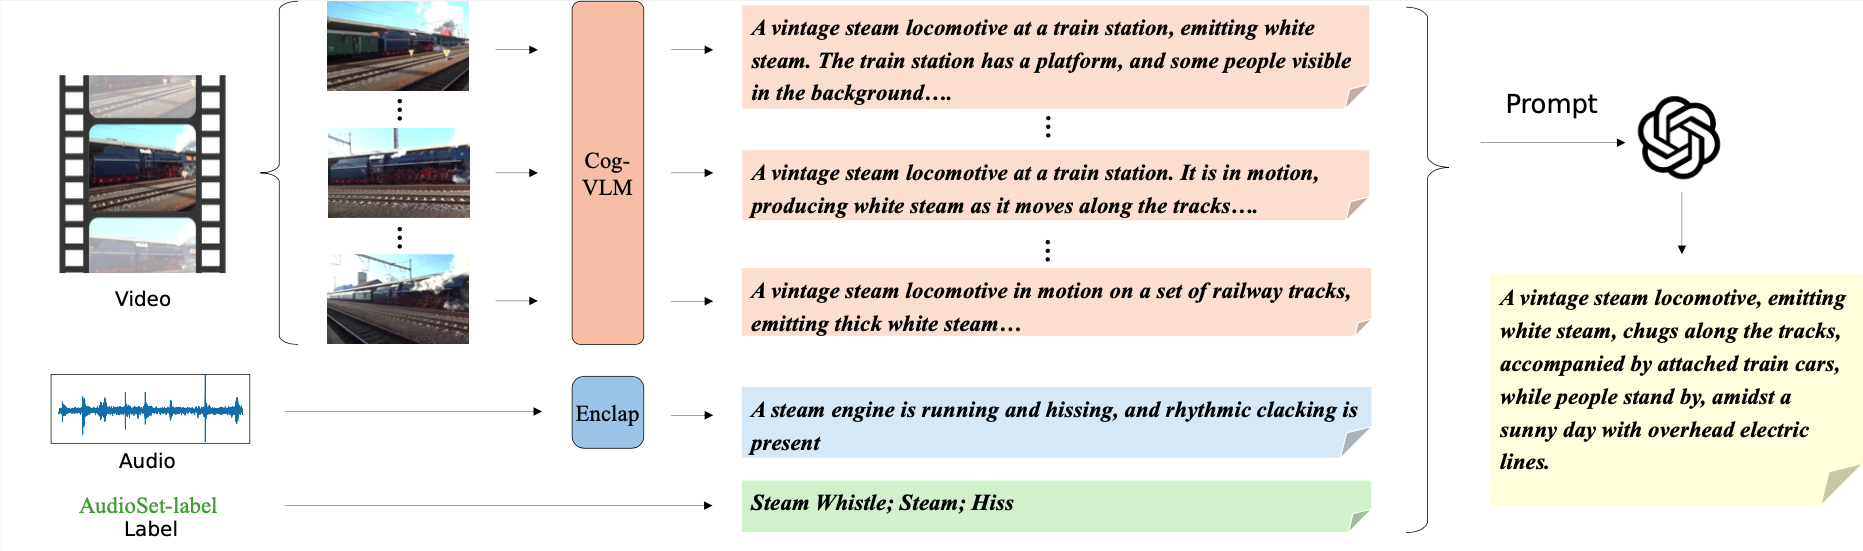 A vintage steam locomotive at a train station, emitting white
steam. The train station has a platform, and some people visible
in the background….
Cog-
VLM
A vintage steam locomotive at a train station. It is in motion,
producing white steam as it moves along the tracks….
A vintage steam locomotive in motion on a set of railway tracks,
emitting thick white steam…
Video
Enclap
A steam engine is running and hissing, and rhythmic clacking is
present
Audio
AudioSet-label
Label
Steam Whistle; Steam; Hiss
Prompt
A vintage steam locomotive, emitting
white steam, chugs along the tracks,
accompanied by attached train cars,
while people stand by, amidst a
sunny day with overhead electric
lines.